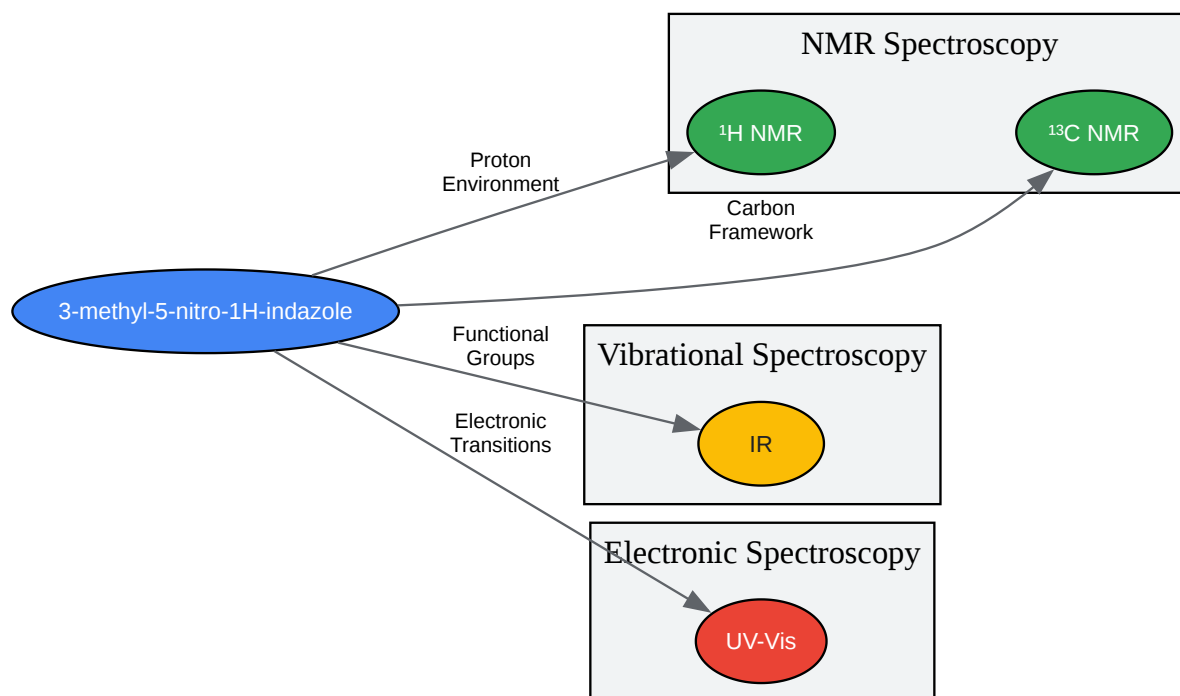 NMR Spectroscopy
¹H NMR
¹³C NMR
Proton
Environment
Carbon
Framework
3-methyl-5-nitro-1H-indazole
Functional
Groups
Vibrational Spectroscopy
IR
Electronic
Transitions
Electronic Spectroscopy
UV-Vis